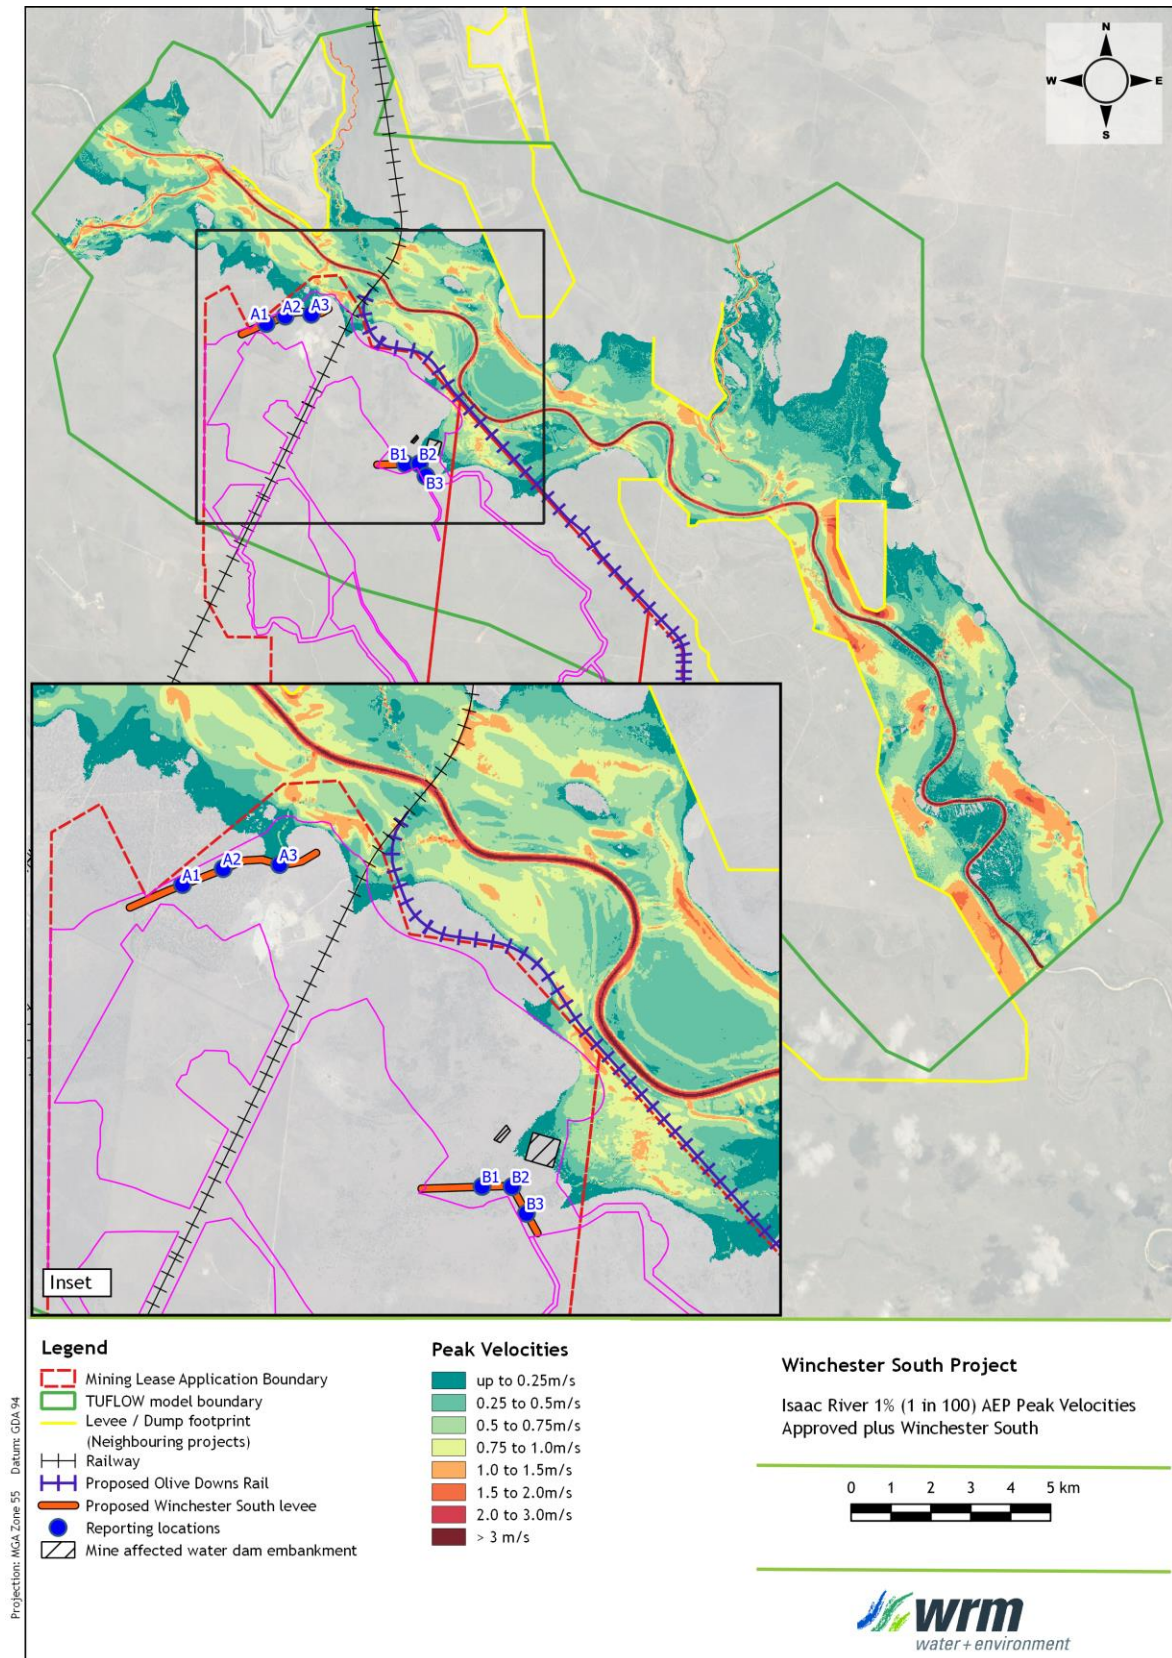 N
W E
S
A1 A2 A3
B1 B2
B3
A1 A2 A3
B1 B2
B3
Inset
Legend
Mining Lease Application Boundary
TUFLOW model boundary
Levee / Dump footprint
(Neighbouring projects)
Railway
Proposed Olive Downs Rail
Proposed Winchester South levee
Reporting locations
Mine affected water dam embankment
Peak Velocities
up to 0.25m/s
0.25 to 0.5m/s
0.5 to 0.75m/s
0.75 to 1.0m/s
1.0 to 1.5m/s
1.5 to 2.0m/s
2.0 to 3.0m/s
> 3 m/s
Winchester South Project
Isaac River 1% (1 in 100) AEP Peak Velocities
Approved plus Winchester South
0 1 2 3 4 5 km
wrm
water + environment
Projection: MGA Zone 55 Datum: GDA 94